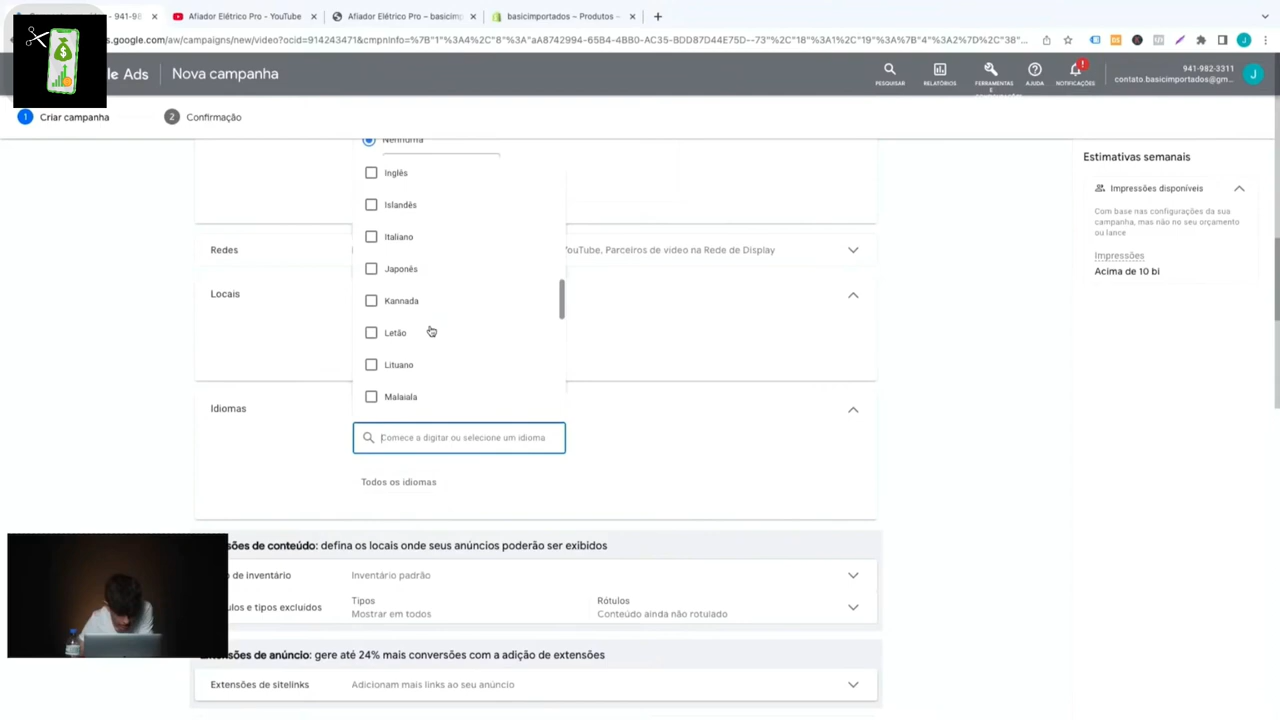 941-98
Afiador Elétrico Pro - YouTube
Afiador Elétrico Pro – basicimp
basicimportados – Produtos –
s.google.com/aw/campaigns/new/video?ocid=914243471&cmpnInfo=%7B"1"%3A4%2C"8"%3A"aA8742994-65B4-4BB0-AC35-BDD87D44E75D--73"%2C"18"%3A1%2C"19"%3A%7B"4"%3A2%7D%2C"38"...
le Ads
Nova campanha
PESQUISAR
RELATÓRIOS
FERRAMENTAS
E
AJUDA
NOTIFICAÇÕES
941-982-3311
contato.basicimportados@gm...
J
1 Criar campanha
2 Confirmação
Nenhuma
Inglês
Islandês
Italiano
Japonês
Kannada
Letão
Lituano
Malaiala
Redes
YouTube, Parceiros de vídeo na Rede de Display
Locais
Idiomas
Comece a digitar ou selecione um idioma
Todos os idiomas
Estimativas semanais
Impressões disponíveis
Com base nas configurações da sua
campanha, mas não no seu orçamento
ou lance
Impressões
Acima de 10 bi
sões de conteúdo: defina os locais onde seus anúncios poderão ser exibidos
de inventário
Inventário padrão
ulos e tipos excluídos
Tipos
Mostrar em todos
Rótulos
Conteúdo ainda não rotulado
Extensões de anúncio: gere até 24% mais conversões com a adição de extensões
Extensões de sitelinks
Adicionam mais links ao seu anúncio